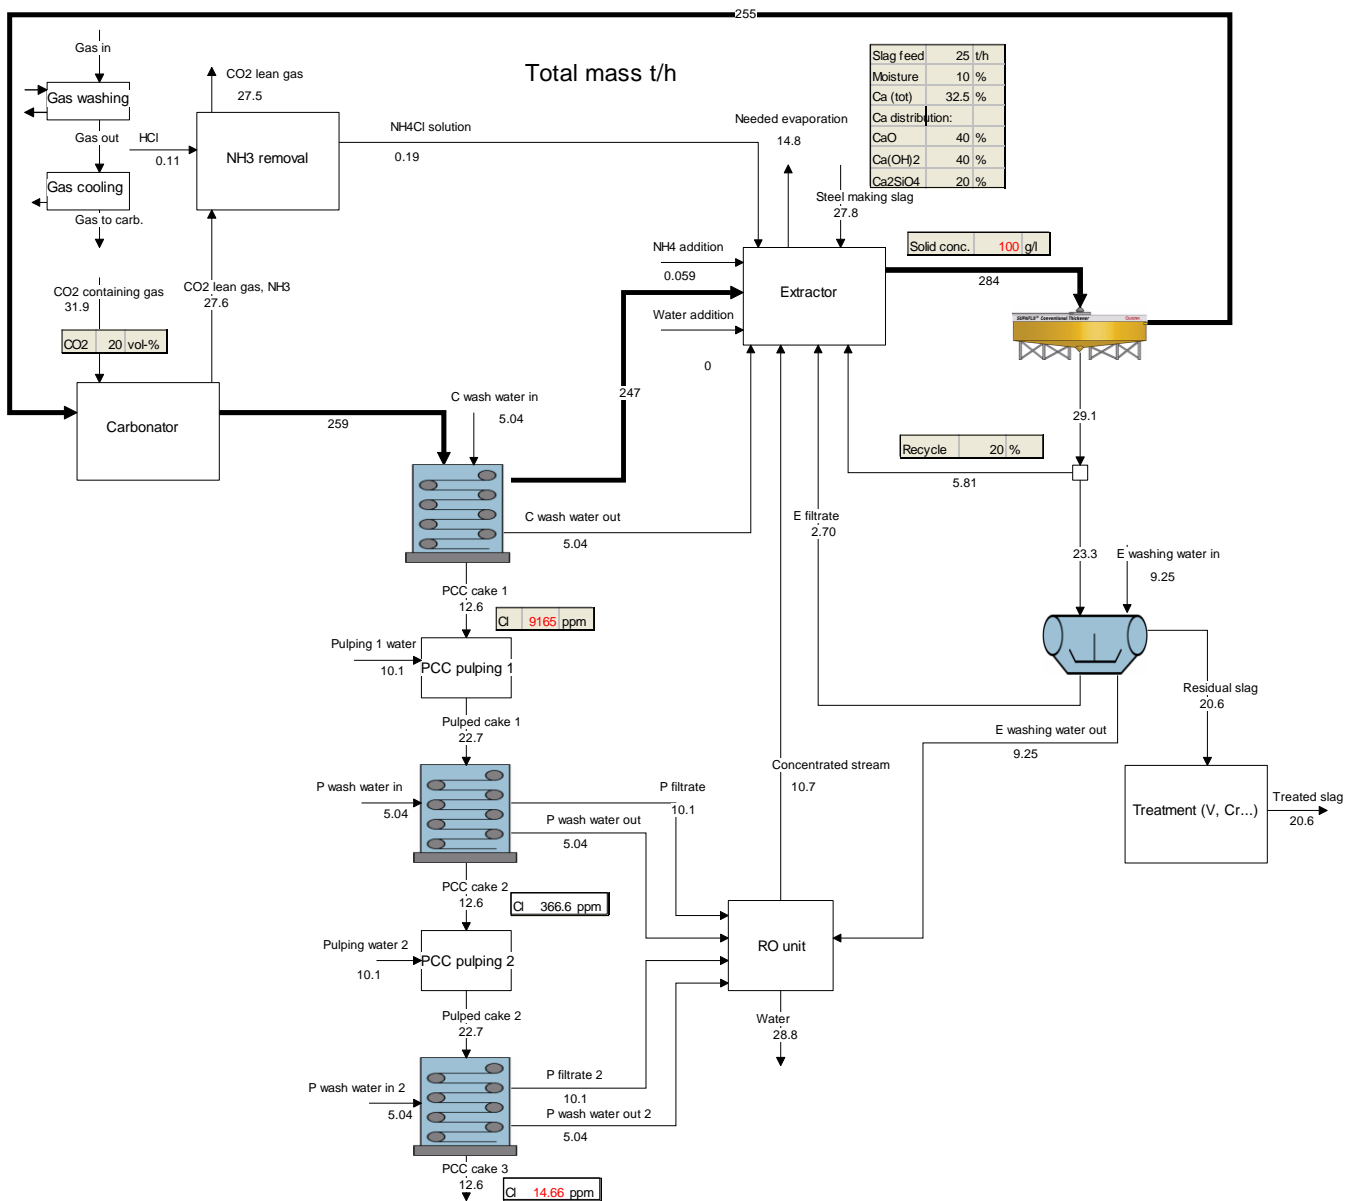 255
Gas in
Total mass t/h
CO2 lean gas
27.5
Gas washing
Gas out
HCl
0.11
NH3 removal
NH4Cl solution
0.19
Gas cooling
Gas to carb.
Needed evaporation
14.8
Slag feed 25 t/h
Moisture 10 %
Ca (tot) 32.5 %
Ca distribution:
CaO 40 %
Ca(OH)2 40 %
Ca2SiO4 20 %
Steel making slag
27.8
Solid conc. 100 g/l
284
NH4 addition
0.059
Extractor
Water addition
0
CO2 containing gas
31.9
CO2 lean gas, NH3
27.6
CO2 20 vol-%
SUPAFLO® Conventional Thickener
Carbonator
259
247
C wash water in
5.04
29.1
Recycle 20 %
5.81
C wash water out
5.04
E filtrate
2.70
23.3
E washing water in
9.25
PCC cake 1
12.6
Cl 9165 ppm
Pulping 1 water
10.1
PCC pulping 1
Residual slag
20.6
Pulped cake 1
22.7
E washing water out
9.25
Concentrated stream
10.7
P wash water in
5.04
P filtrate
10.1
P wash water out
5.04
Treatment (V, Cr...)
Treated slag
20.6
PCC cake 2
12.6
Cl 366.6 ppm
Pulping water 2
10.1
PCC pulping 2
RO unit
Pulped cake 2
22.7
Water
28.8
P wash water in 2
5.04
P filtrate 2
10.1
P wash water out 2
5.04
PCC cake 3
12.6
Cl 14.66 ppm